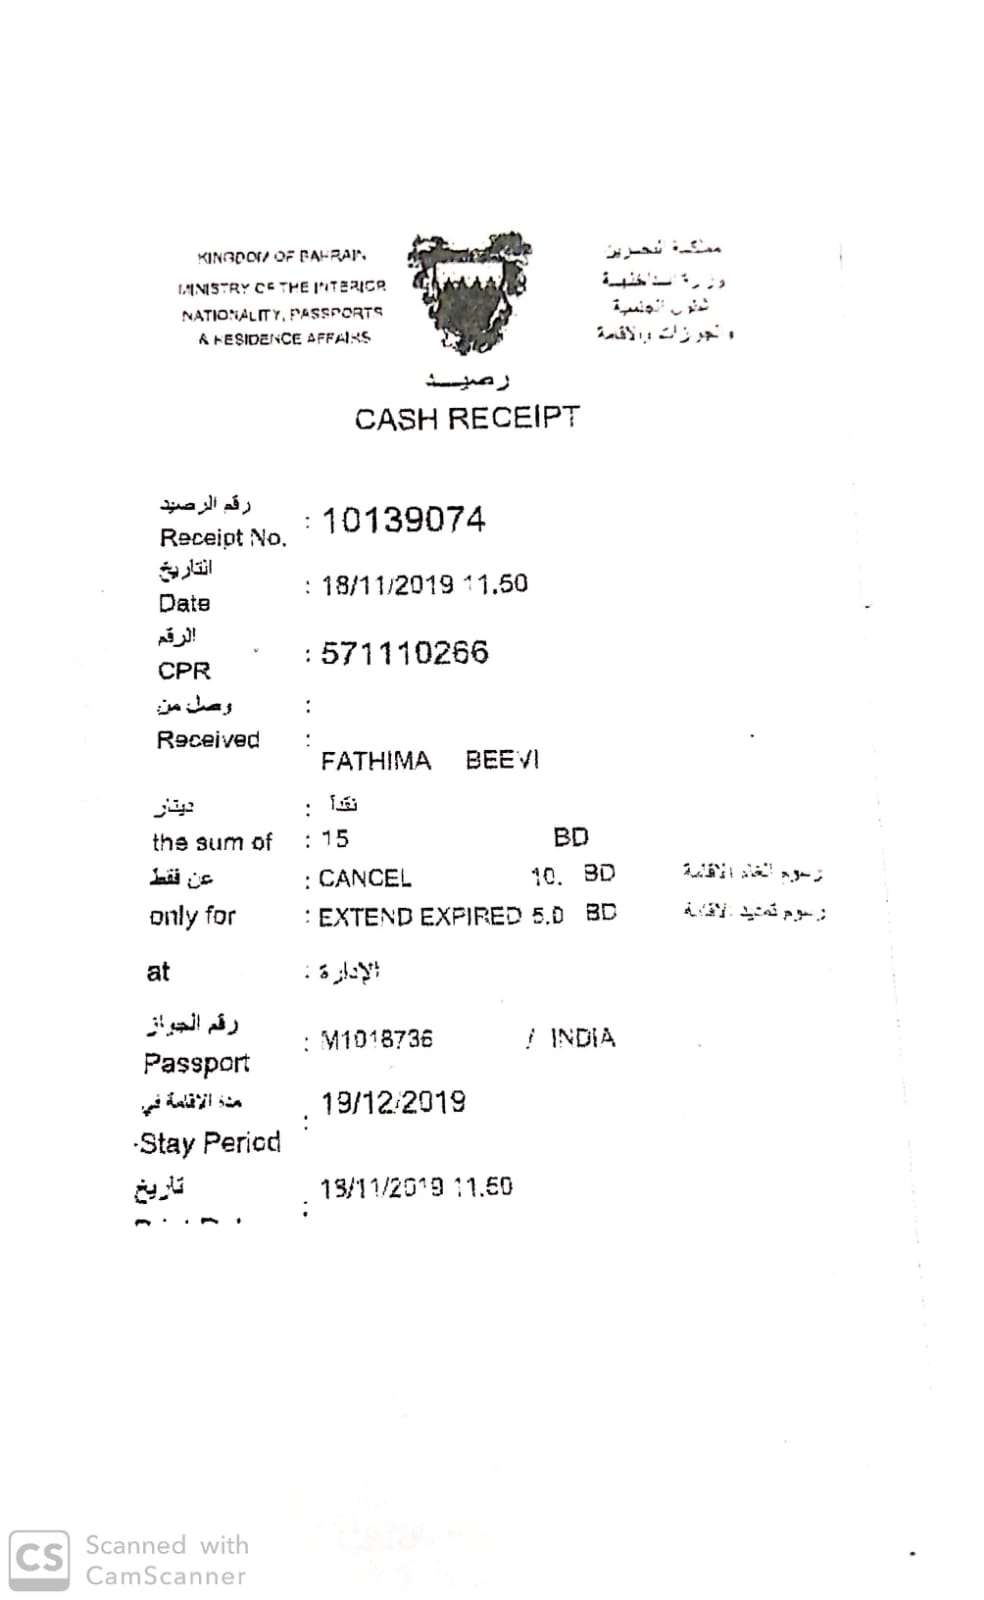 KINGDOM OF BAHRAIN
MINISTRY OF THE INTERIOR
NATIONALITY, PASSPORTS
& RESIDENCE AFFAIRS
مملكة البحرين
وزارة الداخلية
شئون الجنسية
والجوازات والاقامة
رصيد
CASH RECEIPT
رقم الرصيد
Receipt No. : 10139074
التاريخ
Date : 18/11/2019 11.50
الرقم
CPR : 571110266
وصل من :
Received :
FATHIMA BEEVI
دينار : نقدأ
the sum of : 15 BD
عن فقط : CANCEL 10. BD رسوم الغاء الاقامة
only for : EXTEND EXPIRED 5.0 BD رسوم تمديد الاقامة
at : الإدارة
رقم الجواز
Passport : M1018736 / INDIA
مدة الاقامة في : 19/12/2019
Stay Period
تاريخ : 18/11/2019 11.50
CS Scanned with
CamScanner